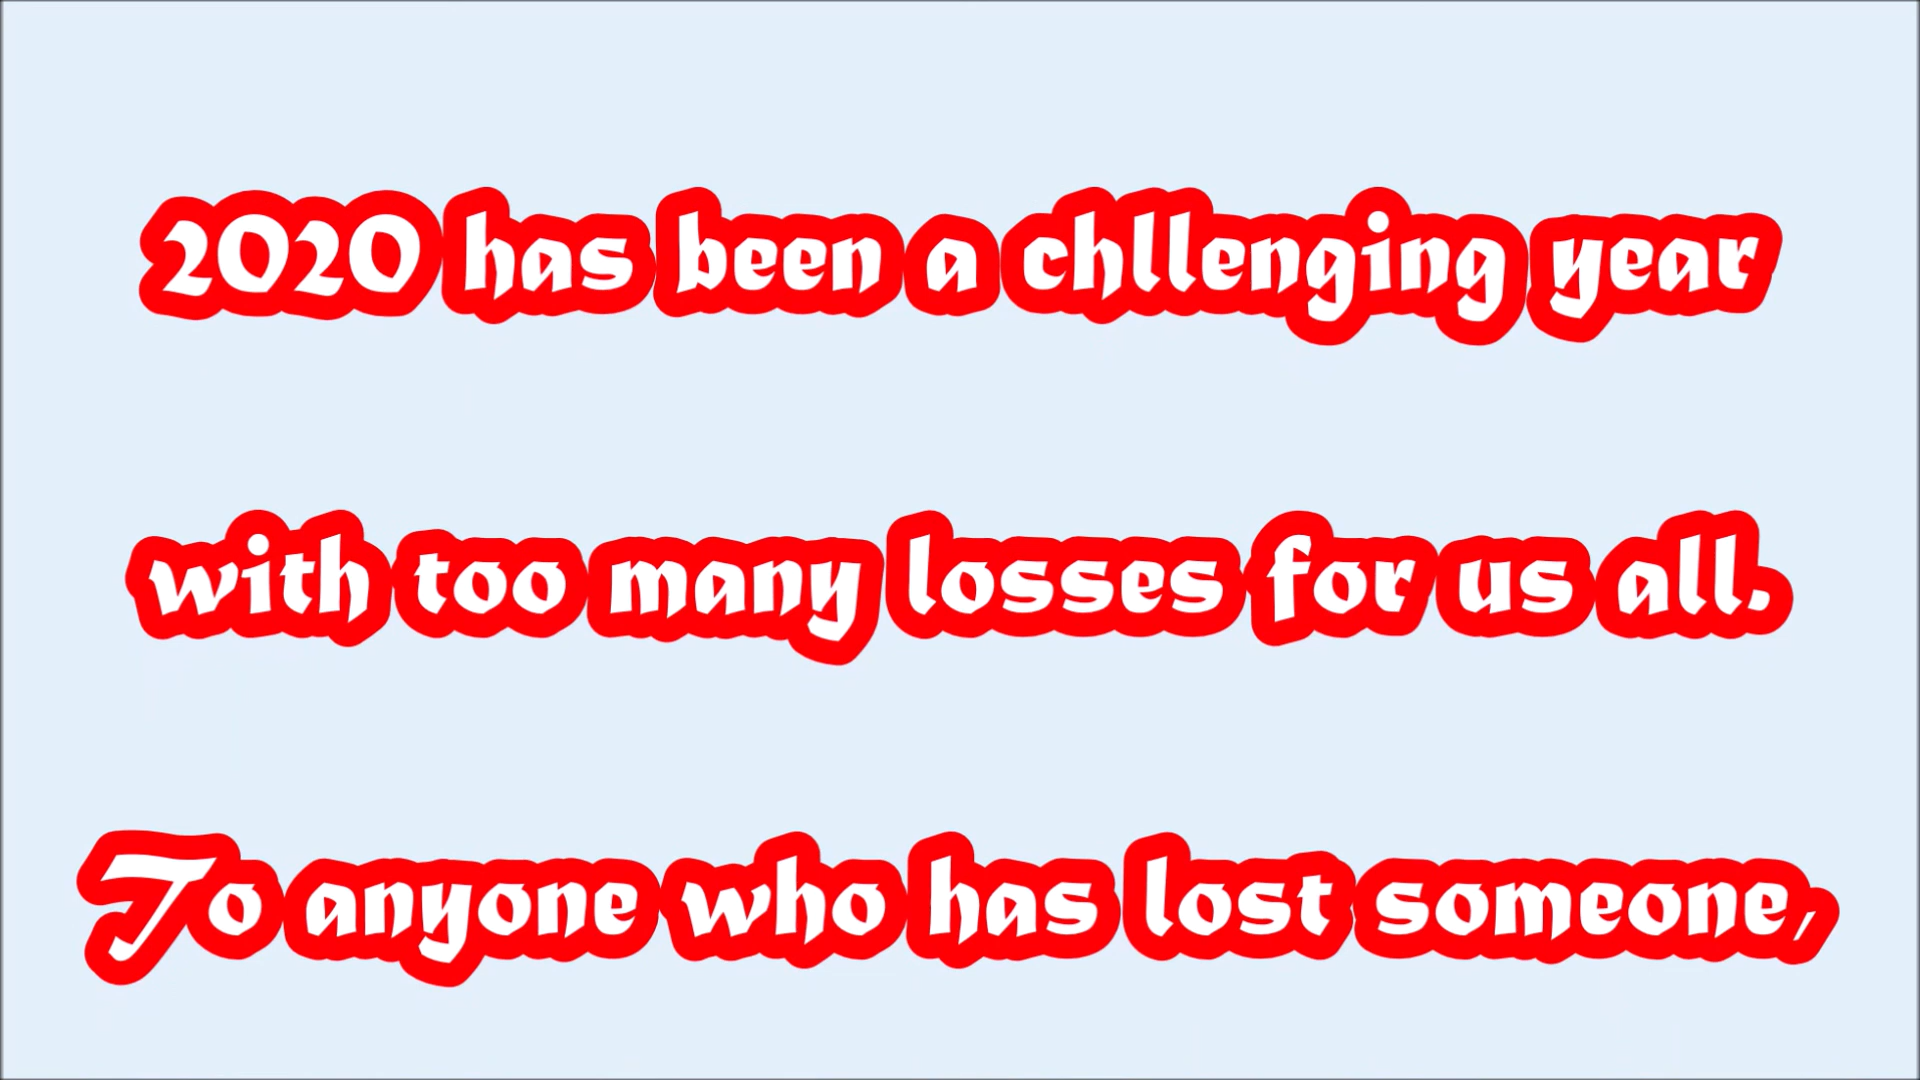 2020 has been a chllenging year
with too many losses for us all.
To anyone who has lost someone,